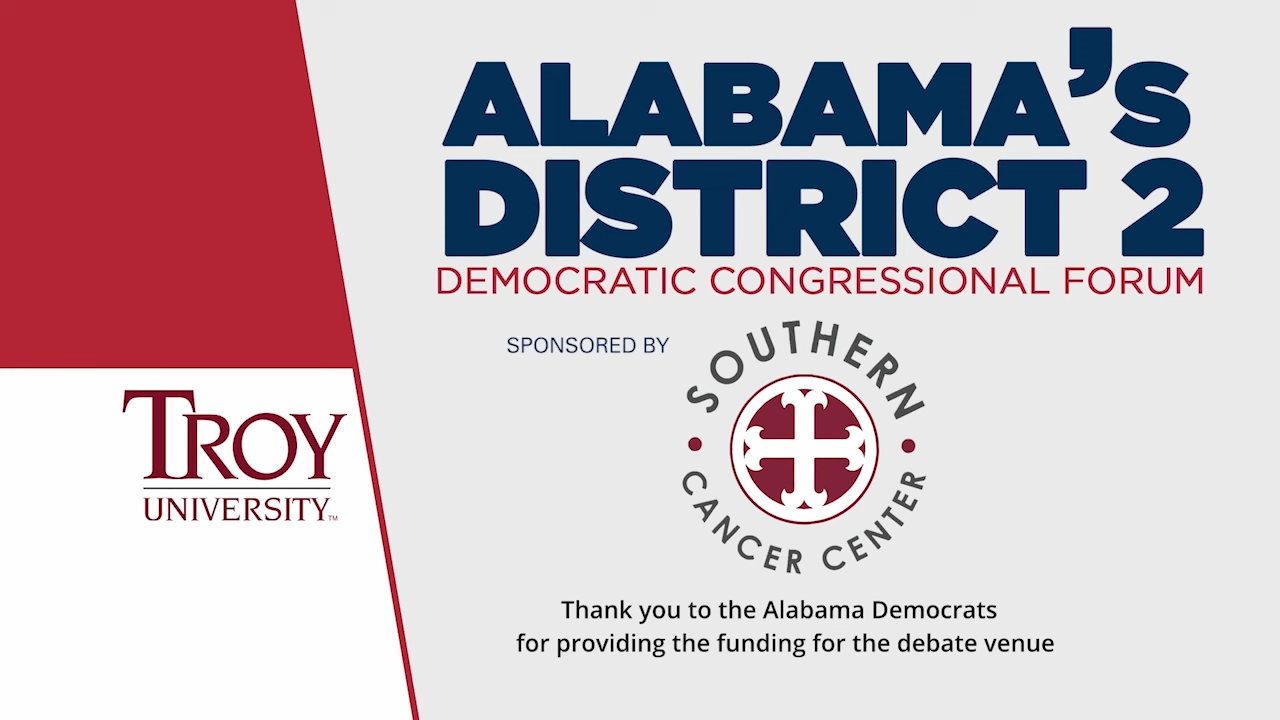 ALABAMA'S
DISTRICT 2
DEMOCRATIC CONGRESSIONAL FORUM
SPONSORED BY
SOUTHERN
CANCER CENTER
TROY
UNIVERSITY™
Thank you to the Alabama Democrats
for providing the funding for the debate venue